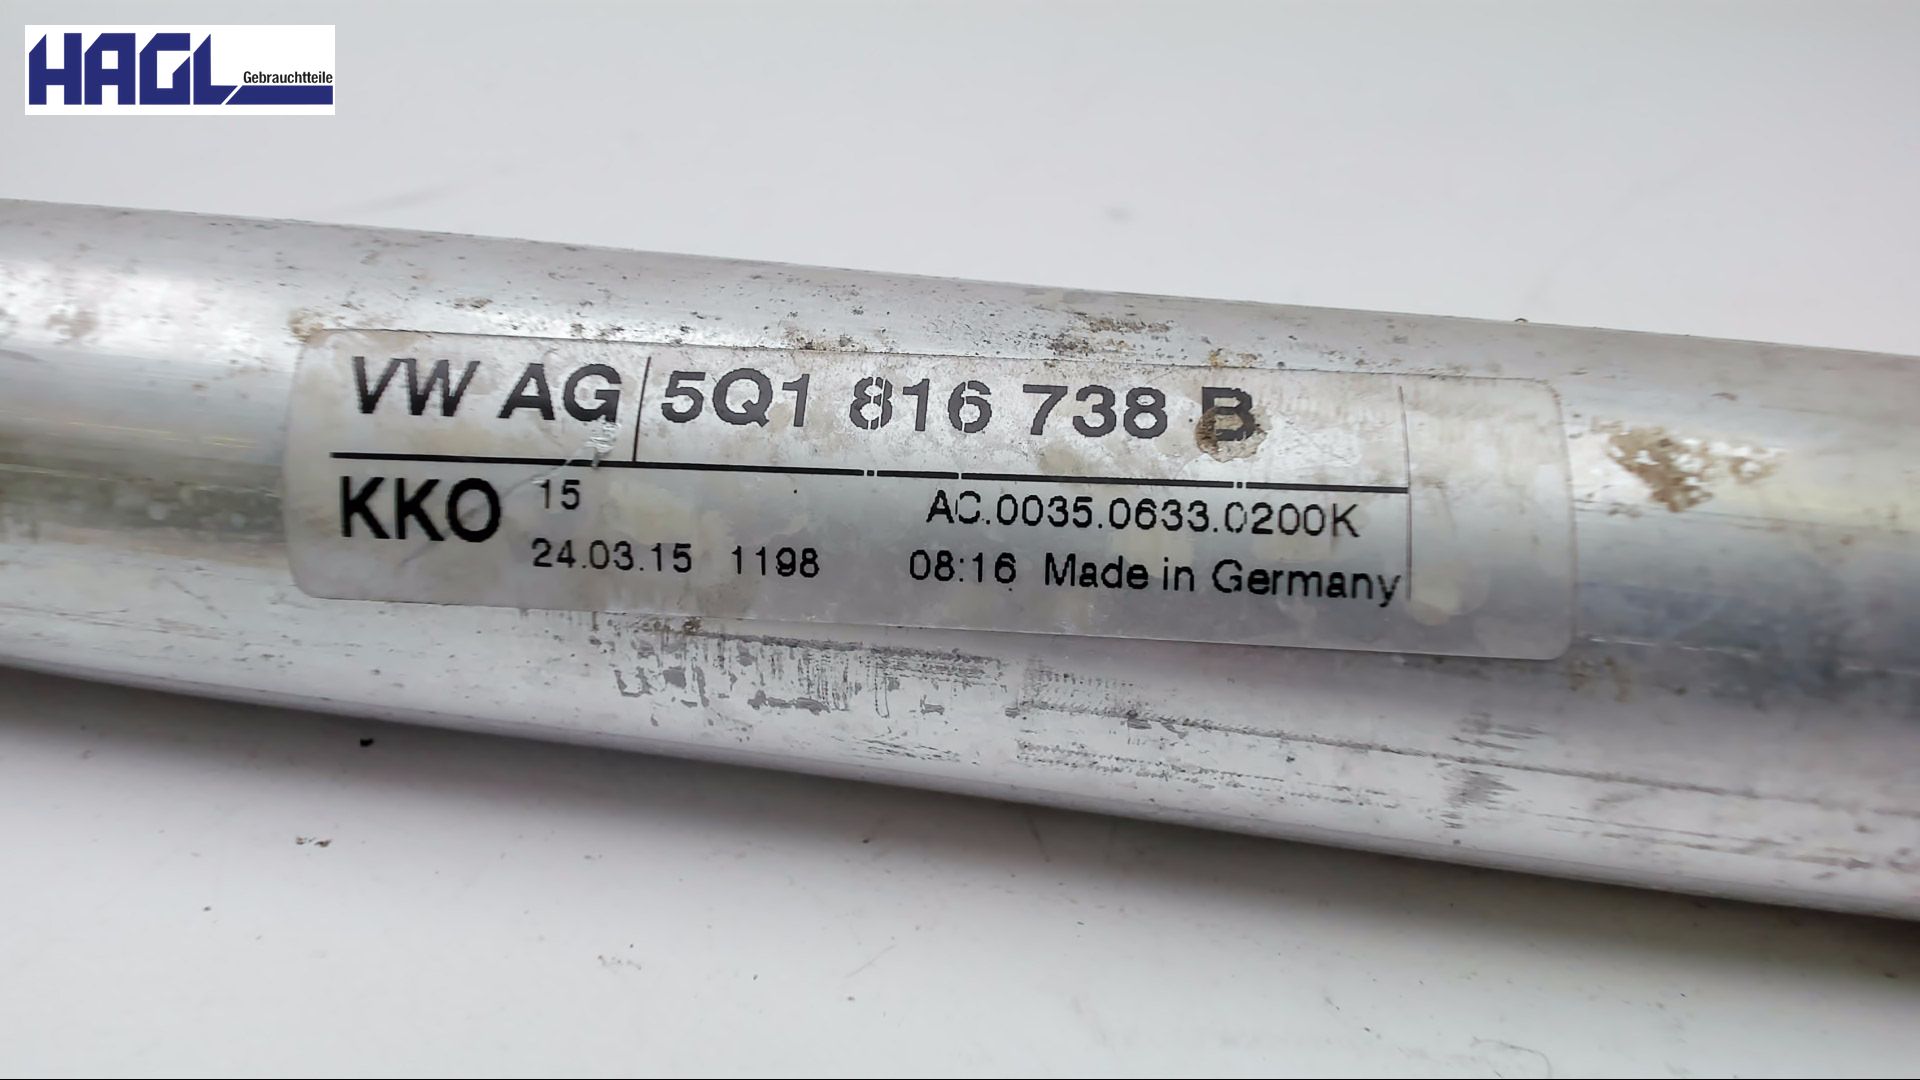 HAGL Gebrauchtteile
VW AG 5Q1 816 738 B
KKO 15 AC.0035.0633.0200K
24.03.15 1198 08:16 Made in Germany